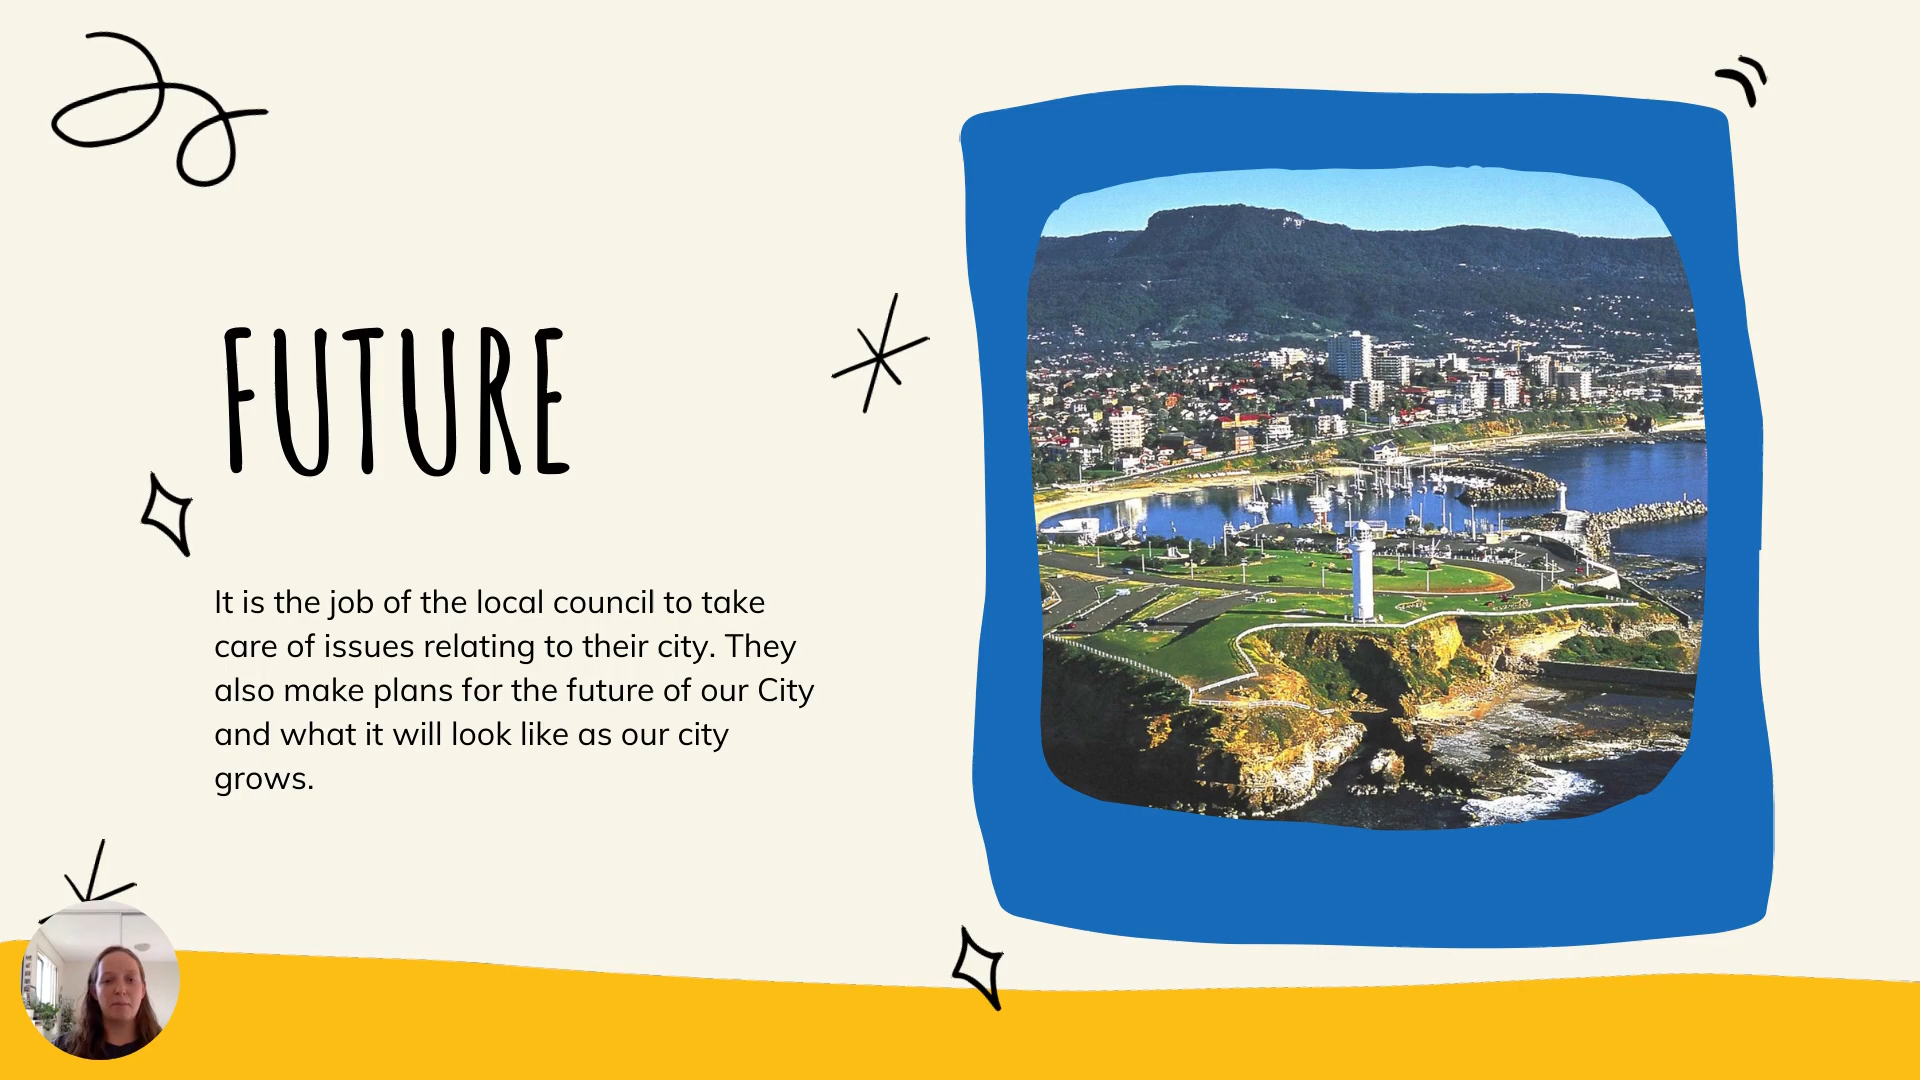 FUTURE
It is the job of the local council to take
care of issues relating to their city. They
also make plans for the future of our City
and what it will look like as our city
grows.